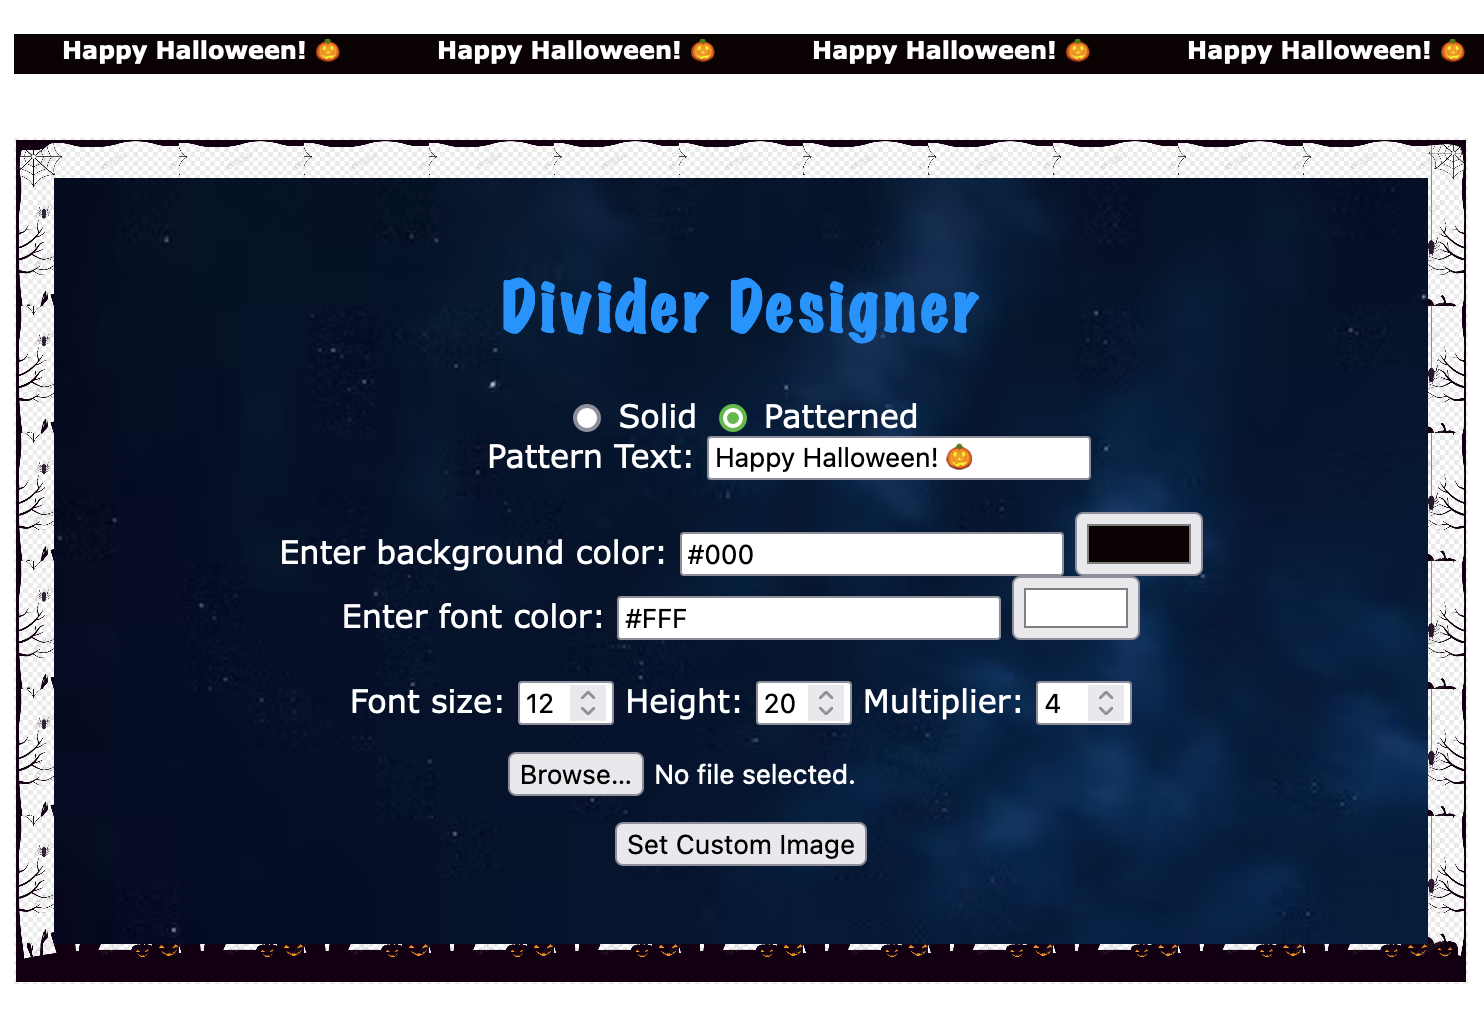 Happy Halloween! 🎃 Happy Halloween! 🎃 Happy Halloween! 🎃 Happy Halloween! 🎃
Divider Designer
Solid Patterned
Pattern Text: Happy Halloween! 🎃
Enter background color: #000
Enter font color: #FFF
Font size: 12 Height: 20 Multiplier: 4
Browse... No file selected.
Set Custom Image